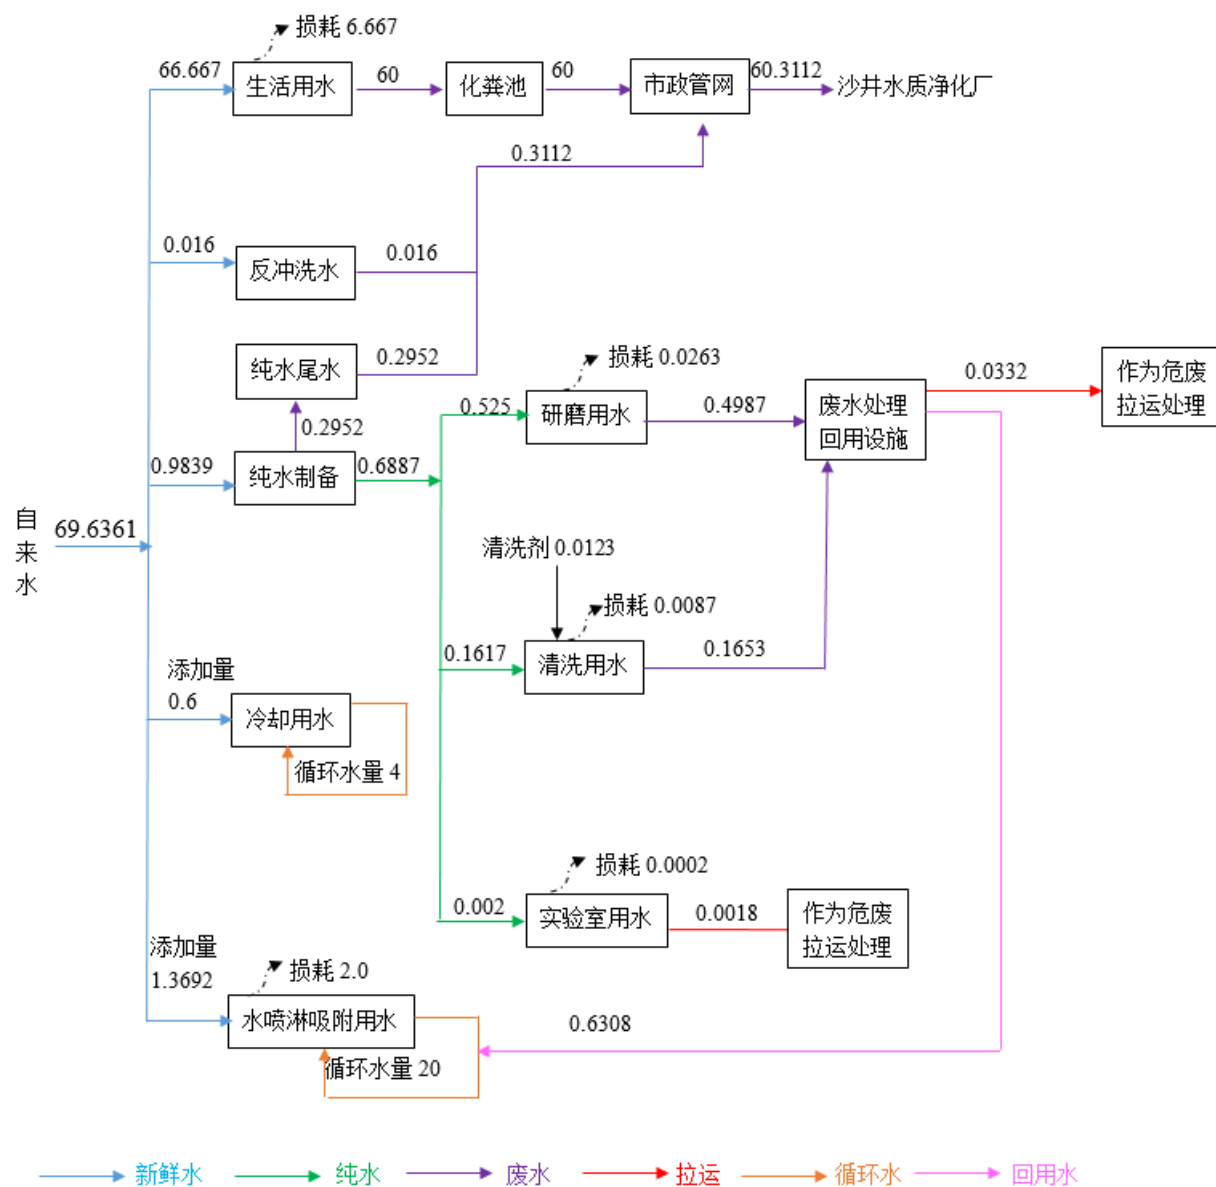 损耗 6.667
66.667
生活用水
60
化粪池
60
市政管网
60.3112
沙井水质净化厂
0.3112
0.016
反冲洗水
0.016
纯水尾水
0.2952
0.2952
0.9839
纯水制备
0.6887
0.525
损耗 0.0263
研磨用水
0.4987
废水处理
回用设施
0.0332
作为危废
拉运处理
自
来
水
69.6361
清洗剂 0.0123
损耗 0.0087
0.1617
清洗用水
0.1653
添加量
0.6
冷却用水
循环水量 4
损耗 0.0002
0.002
实验室用水
0.0018
作为危废
拉运处理
添加量
1.3692
损耗 2.0
水喷淋吸附用水
循环水量 20
0.6308
新鲜水
纯水
废水
拉运
循环水
回用水